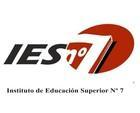 IES nº 7
Instituto de Educación Superior Nº 7